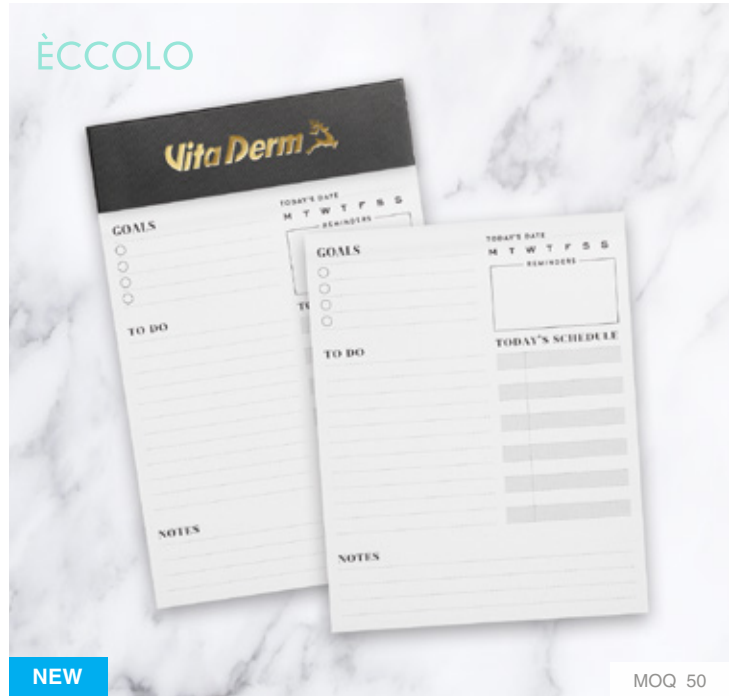 ÈCCOLO
Vita Derm
GOALS
TODAY'S DATE
M T W T F S S
REMINDERS
TO DO
NOTES
GOALS
TODAY'S DATE
M T W T F S S
REMINDERS
TO DO
TODAY'S SCHEDULE
NOTES
NEW
MOQ 50